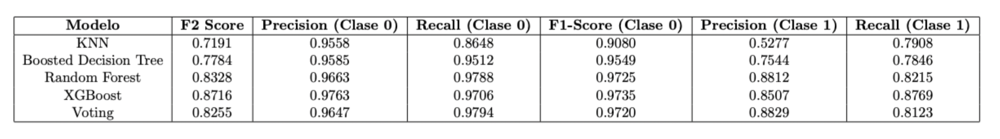 Modelo F2 Score Precision (Clase 0) Recall (Clase 0) F1-Score (Clase 0) Precision (Clase 1) Recall (Clase 1)
KNN 0.7191 0.9558 0.8648 0.9080 0.5277 0.7908
Boosted Decision Tree 0.7784 0.9585 0.9512 0.9549 0.7544 0.7846
Random Forest 0.8328 0.9663 0.9788 0.9725 0.8812 0.8215
XGBoost 0.8716 0.9763 0.9706 0.9735 0.8507 0.8769
Voting 0.8255 0.9647 0.9794 0.9720 0.8829 0.8123